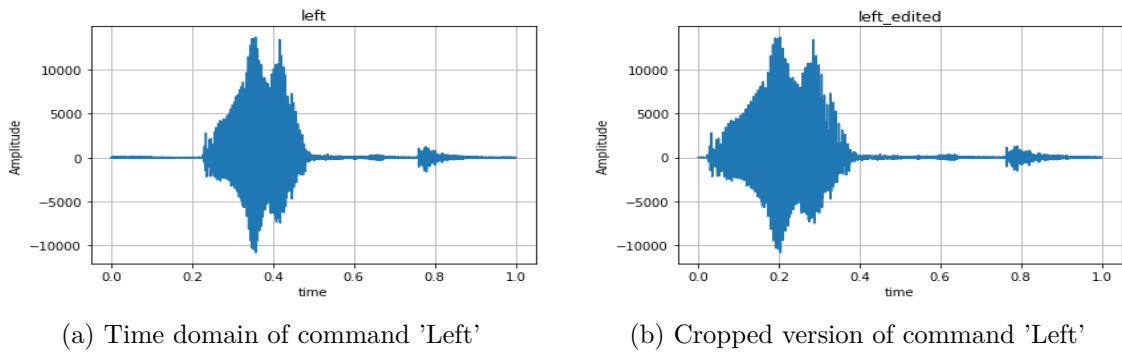 left
Amplitude
10000
5000
0
−5000
−10000
0.0 0.2 0.4 0.6 0.8 1.0
time
(a) Time domain of command 'Left'
left_edited
Amplitude
10000
5000
0
−5000
−10000
0.0 0.2 0.4 0.6 0.8 1.0
time
(b) Cropped version of command 'Left'